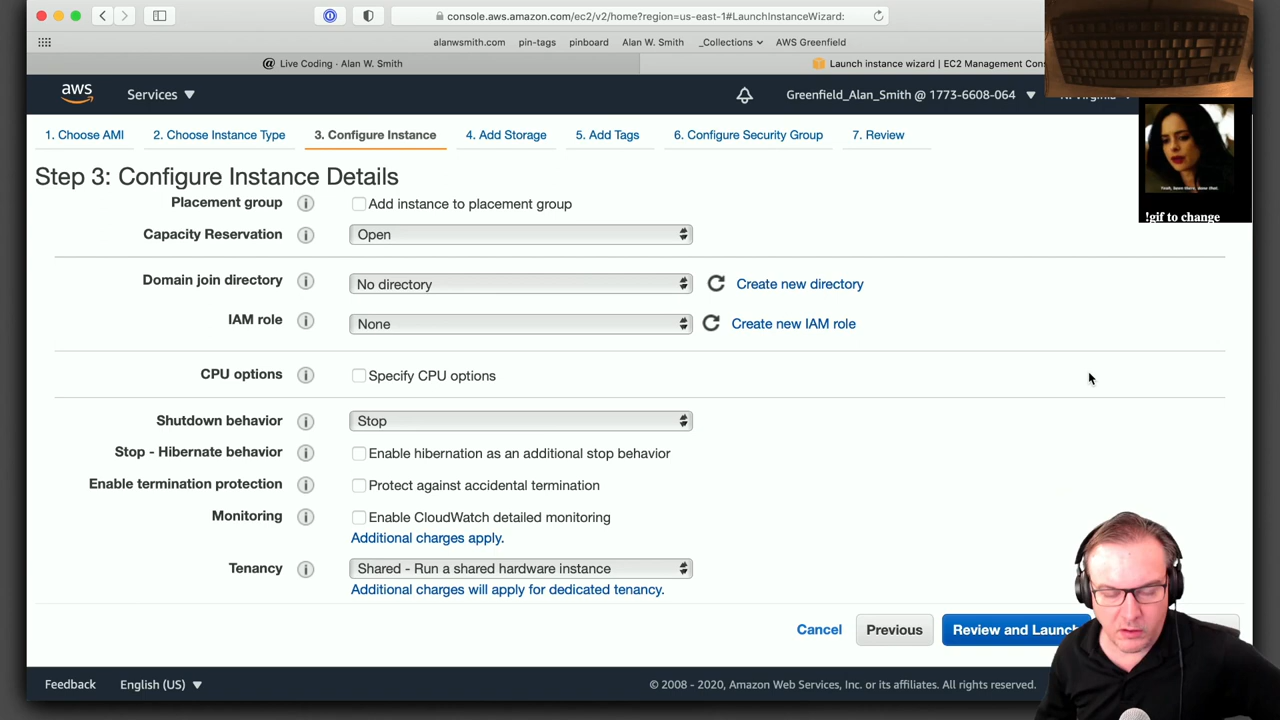 console.aws.amazon.com/ec2/v2/home?region=us-east-1#LaunchInstanceWizard:
alanwsmith.com pin-tags pinboard Alan W. Smith _Collections AWS Greenfield
@ Live Coding · Alan W. Smith
Launch instance wizard | EC2 Management Con
aws Services Greenfield_Alan_Smith @ 1773-6608-064
1. Choose AMI 2. Choose Instance Type 3. Configure Instance 4. Add Storage 5. Add Tags 6. Configure Security Group 7. Review
Step 3: Configure Instance Details
!gif to change
Placement group Add instance to placement group
Capacity Reservation Open
Domain join directory No directory Create new directory
IAM role None Create new IAM role
CPU options Specify CPU options
Shutdown behavior Stop
Stop - Hibernate behavior Enable hibernation as an additional stop behavior
Enable termination protection Protect against accidental termination
Monitoring Enable CloudWatch detailed monitoring
Additional charges apply.
Tenancy Shared - Run a shared hardware instance
Additional charges will apply for dedicated tenancy.
Cancel Previous Review and Launch
Feedback English (US) © 2008 - 2020, Amazon Web Services, Inc. or its affiliates. All rights reserved.